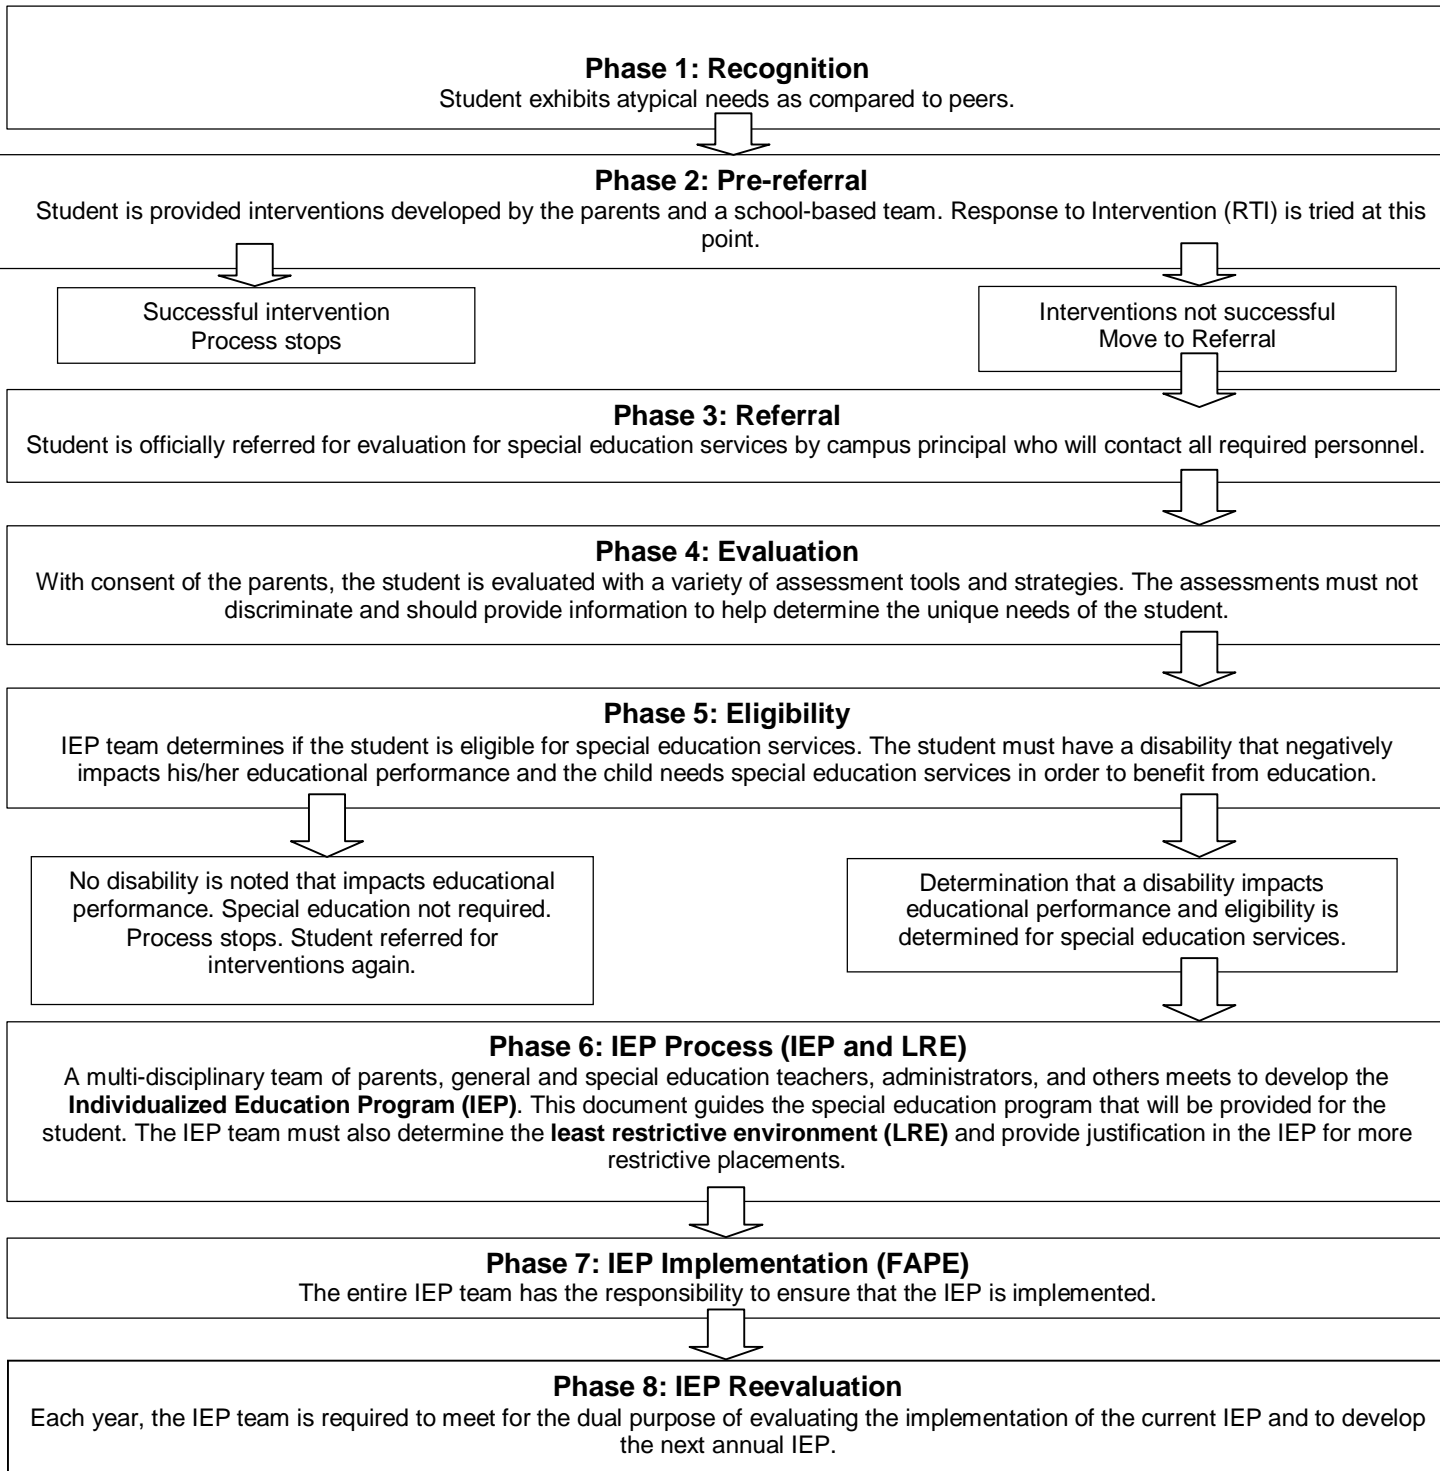 Phase 1: Recognition
Student exhibits atypical needs as compared to peers.
Phase 2: Pre-referral
Student is provided interventions developed by the parents and a school-based team. Response to Intervention (RTI) is tried at this
point.
Successful intervention
Process stops
Interventions not successful
Move to Referral
Phase 3: Referral
Student is officially referred for evaluation for special education services by campus principal who will contact all required personnel.
Phase 4: Evaluation
With consent of the parents, the student is evaluated with a variety of assessment tools and strategies. The assessments must not
discriminate and should provide information to help determine the unique needs of the student.
Phase 5: Eligibility
IEP team determines if the student is eligible for special education services. The student must have a disability that negatively
impacts his/her educational performance and the child needs special education services in order to benefit from education.
No disability is noted that impacts educational
performance. Special education not required.
Process stops. Student referred for
interventions again.
Determination that a disability impacts
educational performance and eligibility is
determined for special education services.
Phase 6: IEP Process (IEP and LRE)
A multi-disciplinary team of parents, general and special education teachers, administrators, and others meets to develop the
Individualized Education Program (IEP). This document guides the special education program that will be provided for the
student. The IEP team must also determine the least restrictive environment (LRE) and provide justification in the IEP for more
restrictive placements.
Phase 7: IEP Implementation (FAPE)
The entire IEP team has the responsibility to ensure that the IEP is implemented.
Phase 8: IEP Reevaluation
Each year, the IEP team is required to meet for the dual purpose of evaluating the implementation of the current IEP and to develop
the next annual IEP.